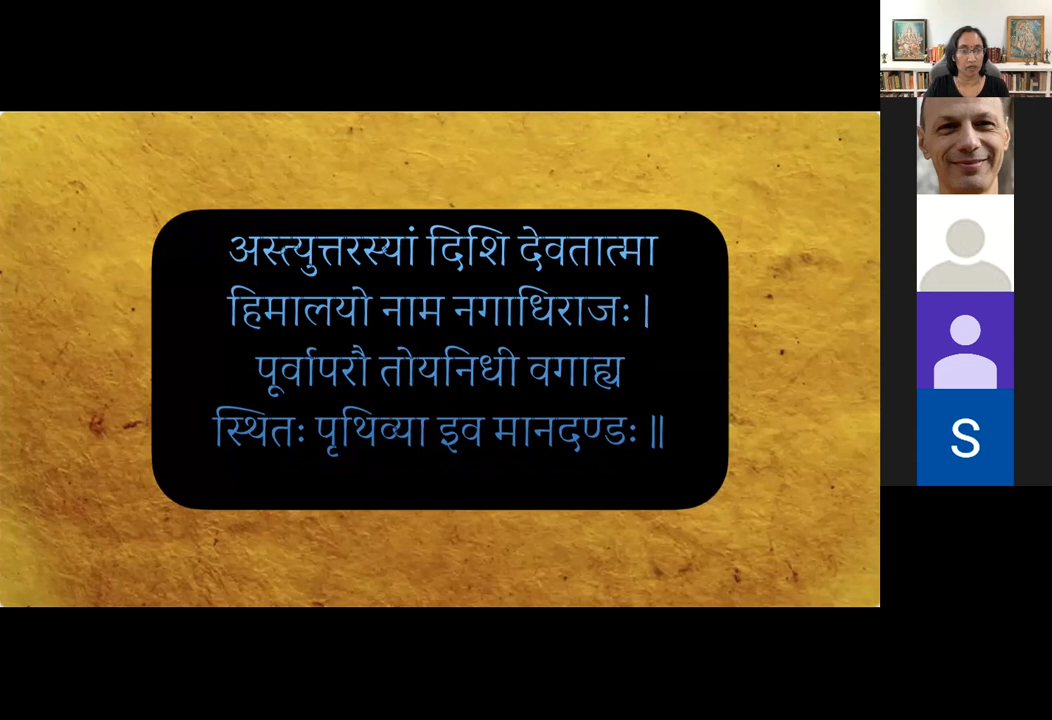 अस्त्युत्तरस्यां दिशि देवतात्मा
हिमालयो नाम नगाधिराजः |
पूर्वापरौ तोयनिधी वगाह्य
स्थितः पृथिव्या इव मानदण्डः ||
S